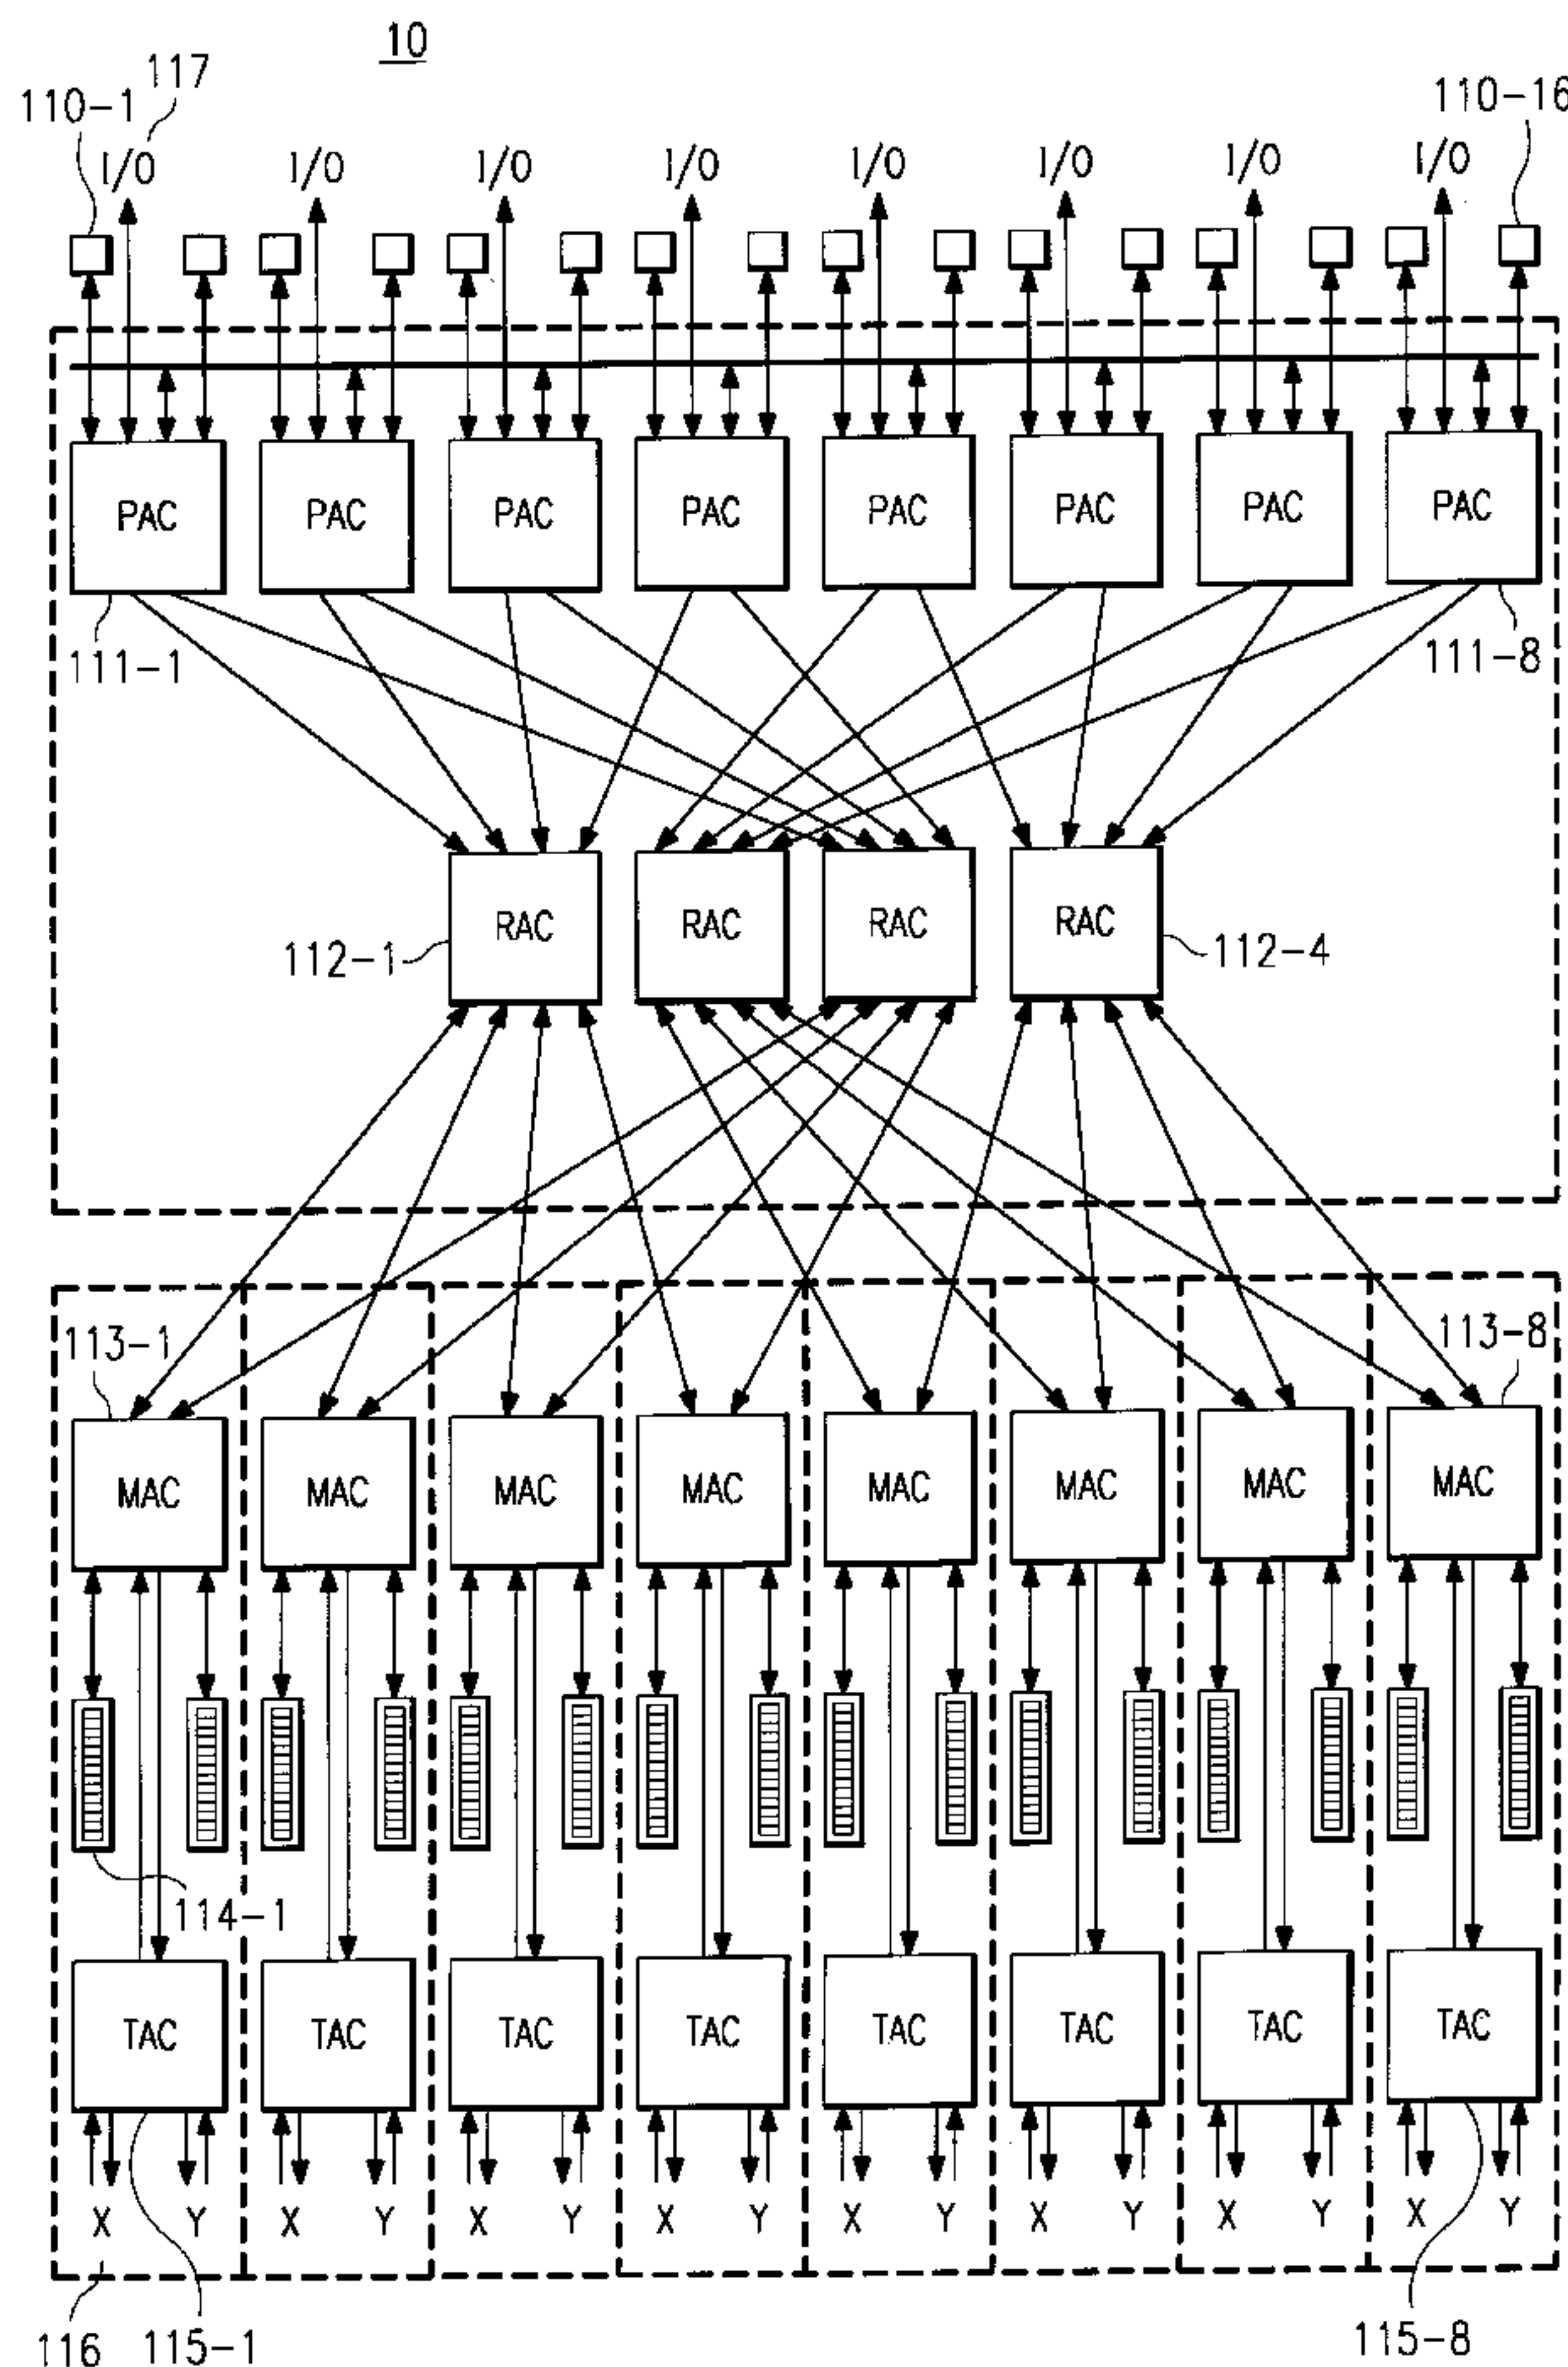 10
117
110-1
110-16
I/O I/O I/O I/O I/O I/O I/O I/O
PAC PAC PAC PAC PAC PAC PAC PAC
111-1
111-8
RAC RAC RAC RAC
112-1
112-4
113-1
113-8
MAC MAC MAC MAC MAC MAC MAC MAC
114-1
TAC TAC TAC TAC TAC TAC TAC TAC
X Y X Y X Y X Y X Y X Y X Y X Y
116
115-1
115-8